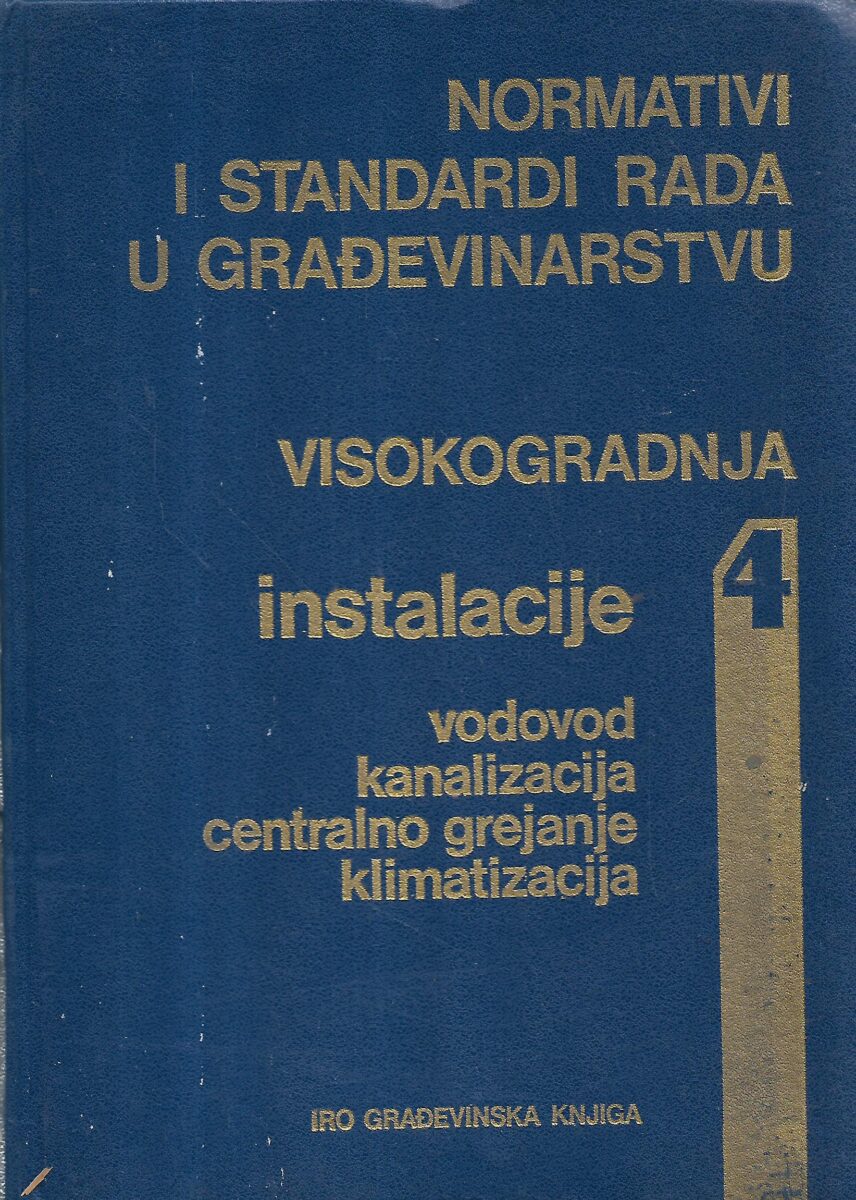 NORMATIVI
I STANDARDI RADA
U GRAĐEVINARSTVU
VISOKOGRADNJA
4
instalacije
vodovod
kanalizacija
centralno grejanje
klimatizacija
IRO GRAĐEVINSKA KNJIGA